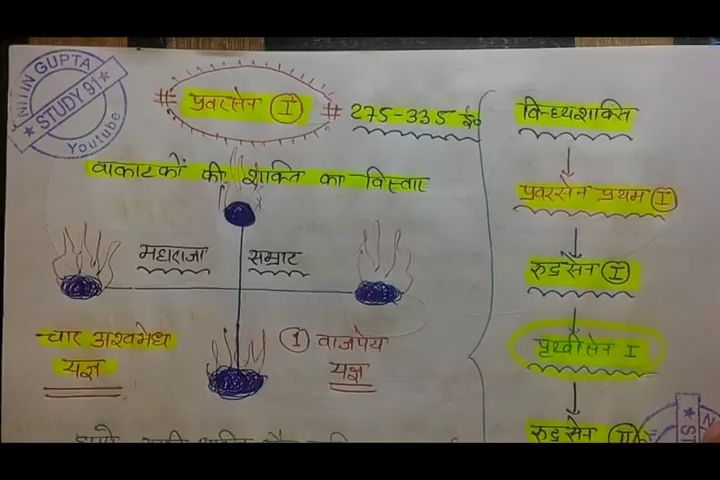 NITIN GUPTA
STUDY 91
Youtube
# प्रवरसेन I #
275-335 ई०
वाकाटकों की शक्ति का विस्तार
महाराजा सम्राट
चार अश्वमेध
यज्ञ
① वाजपेय
यज्ञ
विन्ध्यशक्ति
प्रवरसेन प्रथम I
रुद्रसेन I
पृथ्वीसेन I
रुद्रसेन II
ST